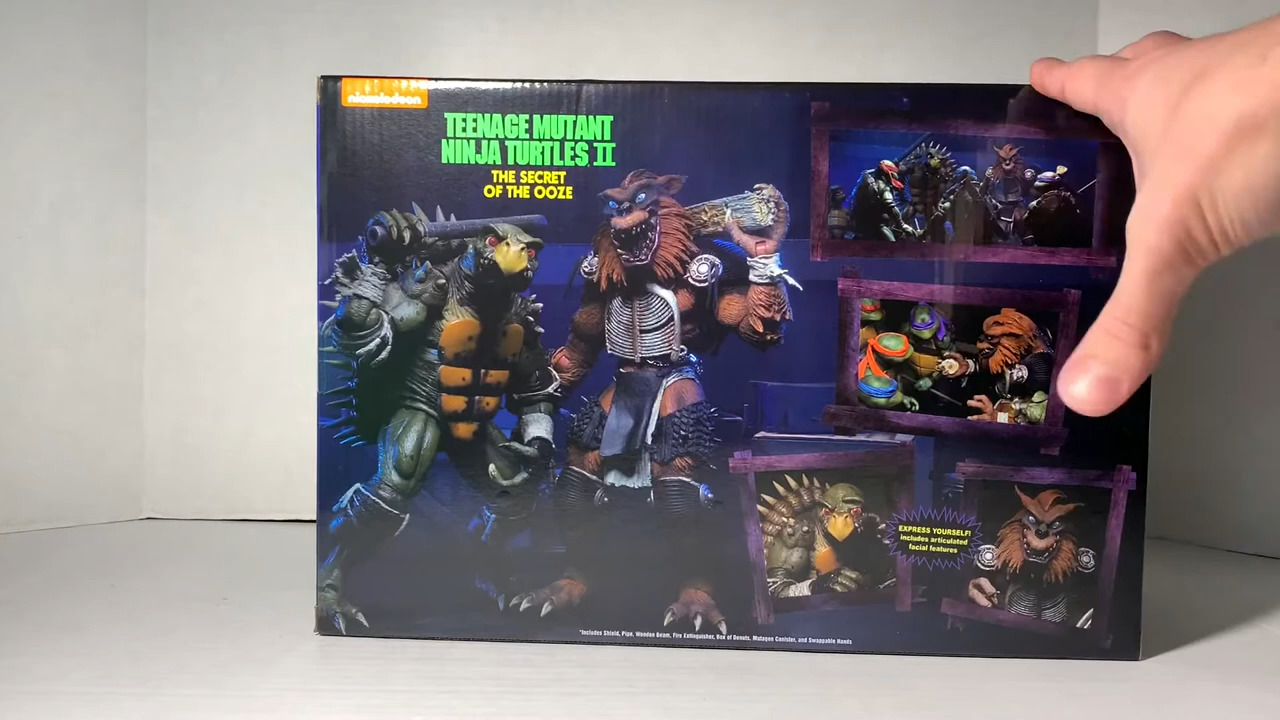 nickelodeon
TEENAGE MUTANT
NINJA TURTLES II
THE SECRET
OF THE OOZE
EXPRESS YOURSELF!
includes articulated
facial features
*Includes Shield, Pipe, Wooden Beam, Fire Extinguisher, Box of Donuts, Mutagen Canister, and Swappable Hands